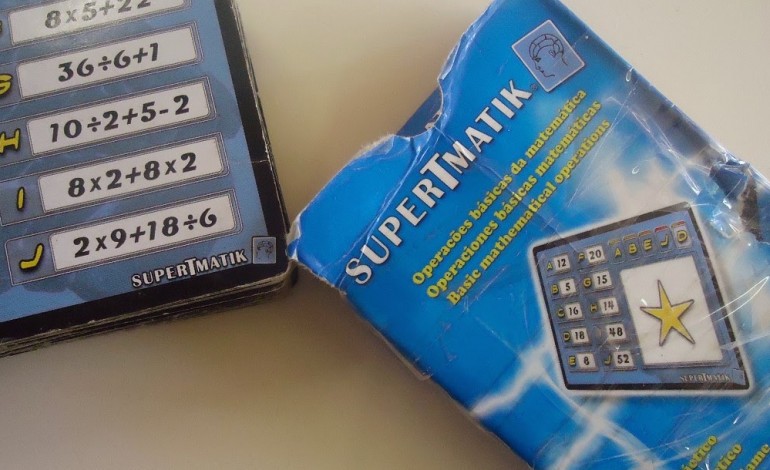 8x5+22
G 36÷6+1
H 10÷2+5-2
I 8x2+8x2
J 2x9+18÷6
SUPERTMATIK
SUPERTMATIK
Operações básicas da matemática
Operaciones básicas matemáticas
Basic mathematical operations
A 12 F 20 A B E J D
B 5 G 15
C 16 H 14
D 18 48
E 6 J 52
SUPERTMATIK